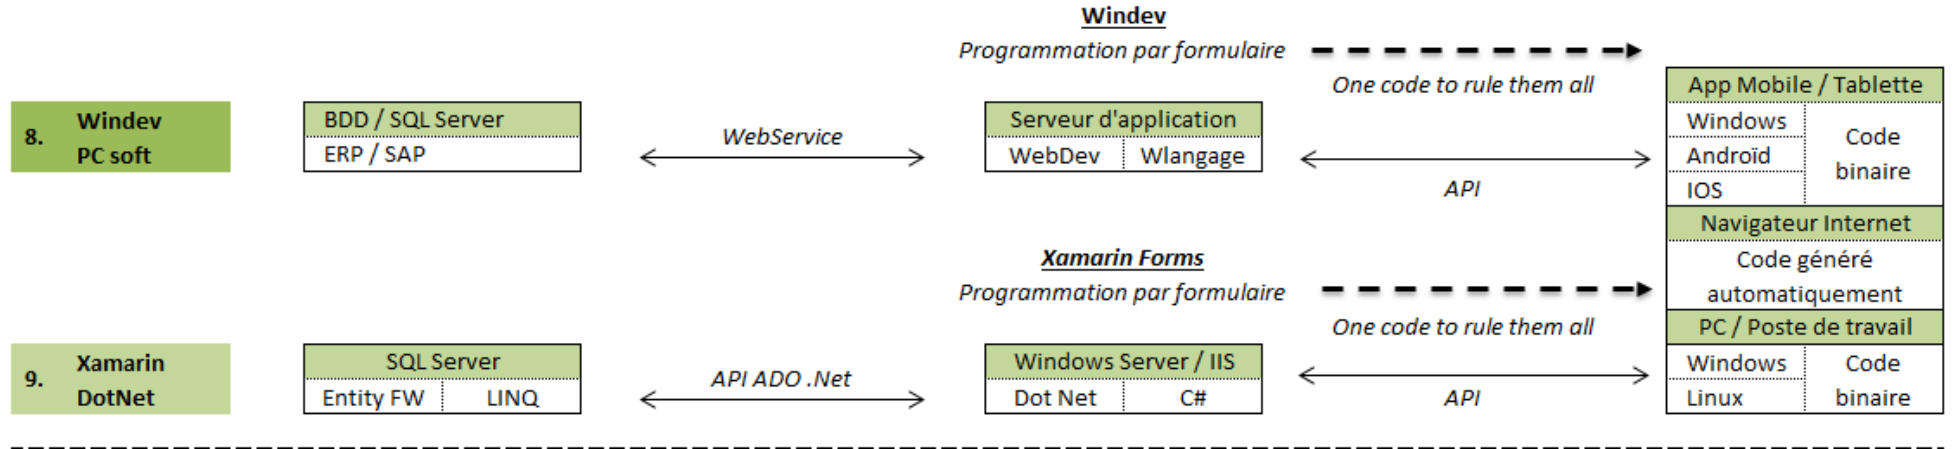 Windev
Programmation par formulaire
One code to rule them all
8. Windev
PC soft
BDD / SQL Server
ERP / SAP
WebService
Serveur d'application
WebDev Wlangage
API
App Mobile / Tablette
Windows
Androïd
IOS
Code
binaire
Navigateur Internet
Code généré
automatiquement
PC / Poste de travail
Windows
Linux
Code
binaire
Xamarin Forms
Programmation par formulaire
One code to rule them all
9. Xamarin
DotNet
SQL Server
Entity FW LINQ
API ADO .Net
Windows Server / IIS
Dot Net C#
API